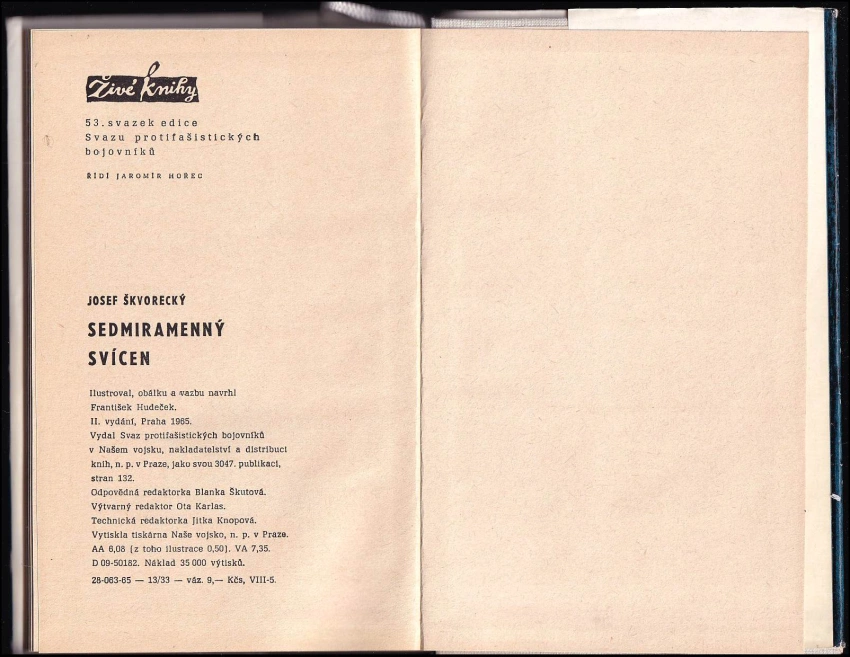 Živé knihy
53. svazek edice
Svazu protifašistických
bojovníků
ŘÍDÍ JAROMÍR HOŘEC
JOSEF ŠKVORECKÝ
SEDMIRAMENNÝ
SVÍCEN
Ilustroval, obálku a vazbu navrhl
František Hudeček.
II. vydání, Praha 1965.
Vydal Svaz protifašistických bojovníků
v Našem vojsku, nakladatelství a distribuci
knih, n. p. v Praze, jako svou 3047. publikaci,
stran 132.
Odpovědná redaktorka Blanka Škutová.
Výtvarný redaktor Ota Karlas.
Technická redaktorka Jitka Knopová.
Vytiskla tiskárna Naše vojsko, n. p. v Praze.
AA 6,08 (z toho ilustrace 0,50). VA 7,35.
D 09-50182. Náklad 35 000 výtisků.
28-063-65 — 13/33 — váz. 9,— Kčs, VIII-5.